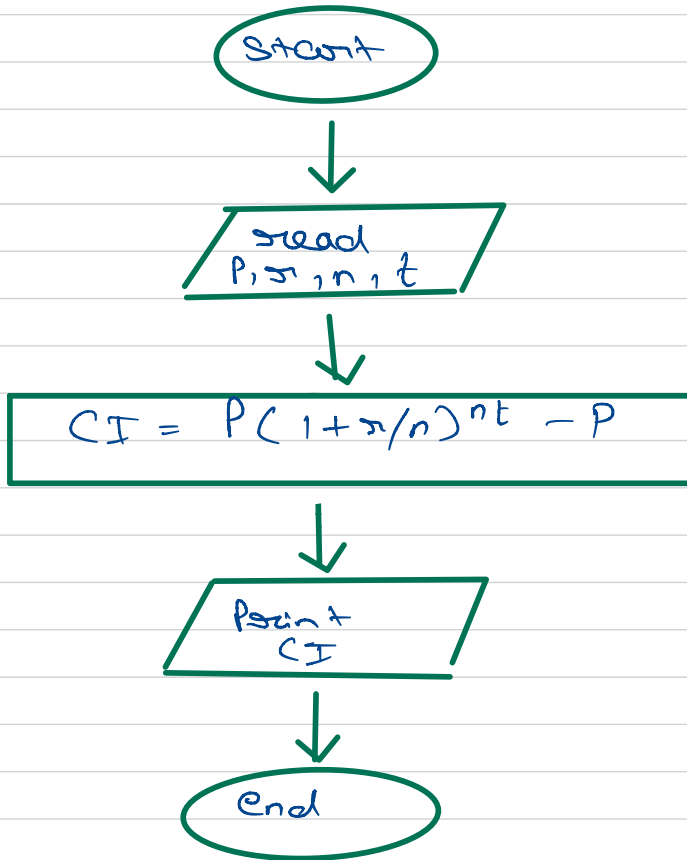 Start
read
P, r, n, t
CI = P(1+r/n)^nt - P
Print
CI
End